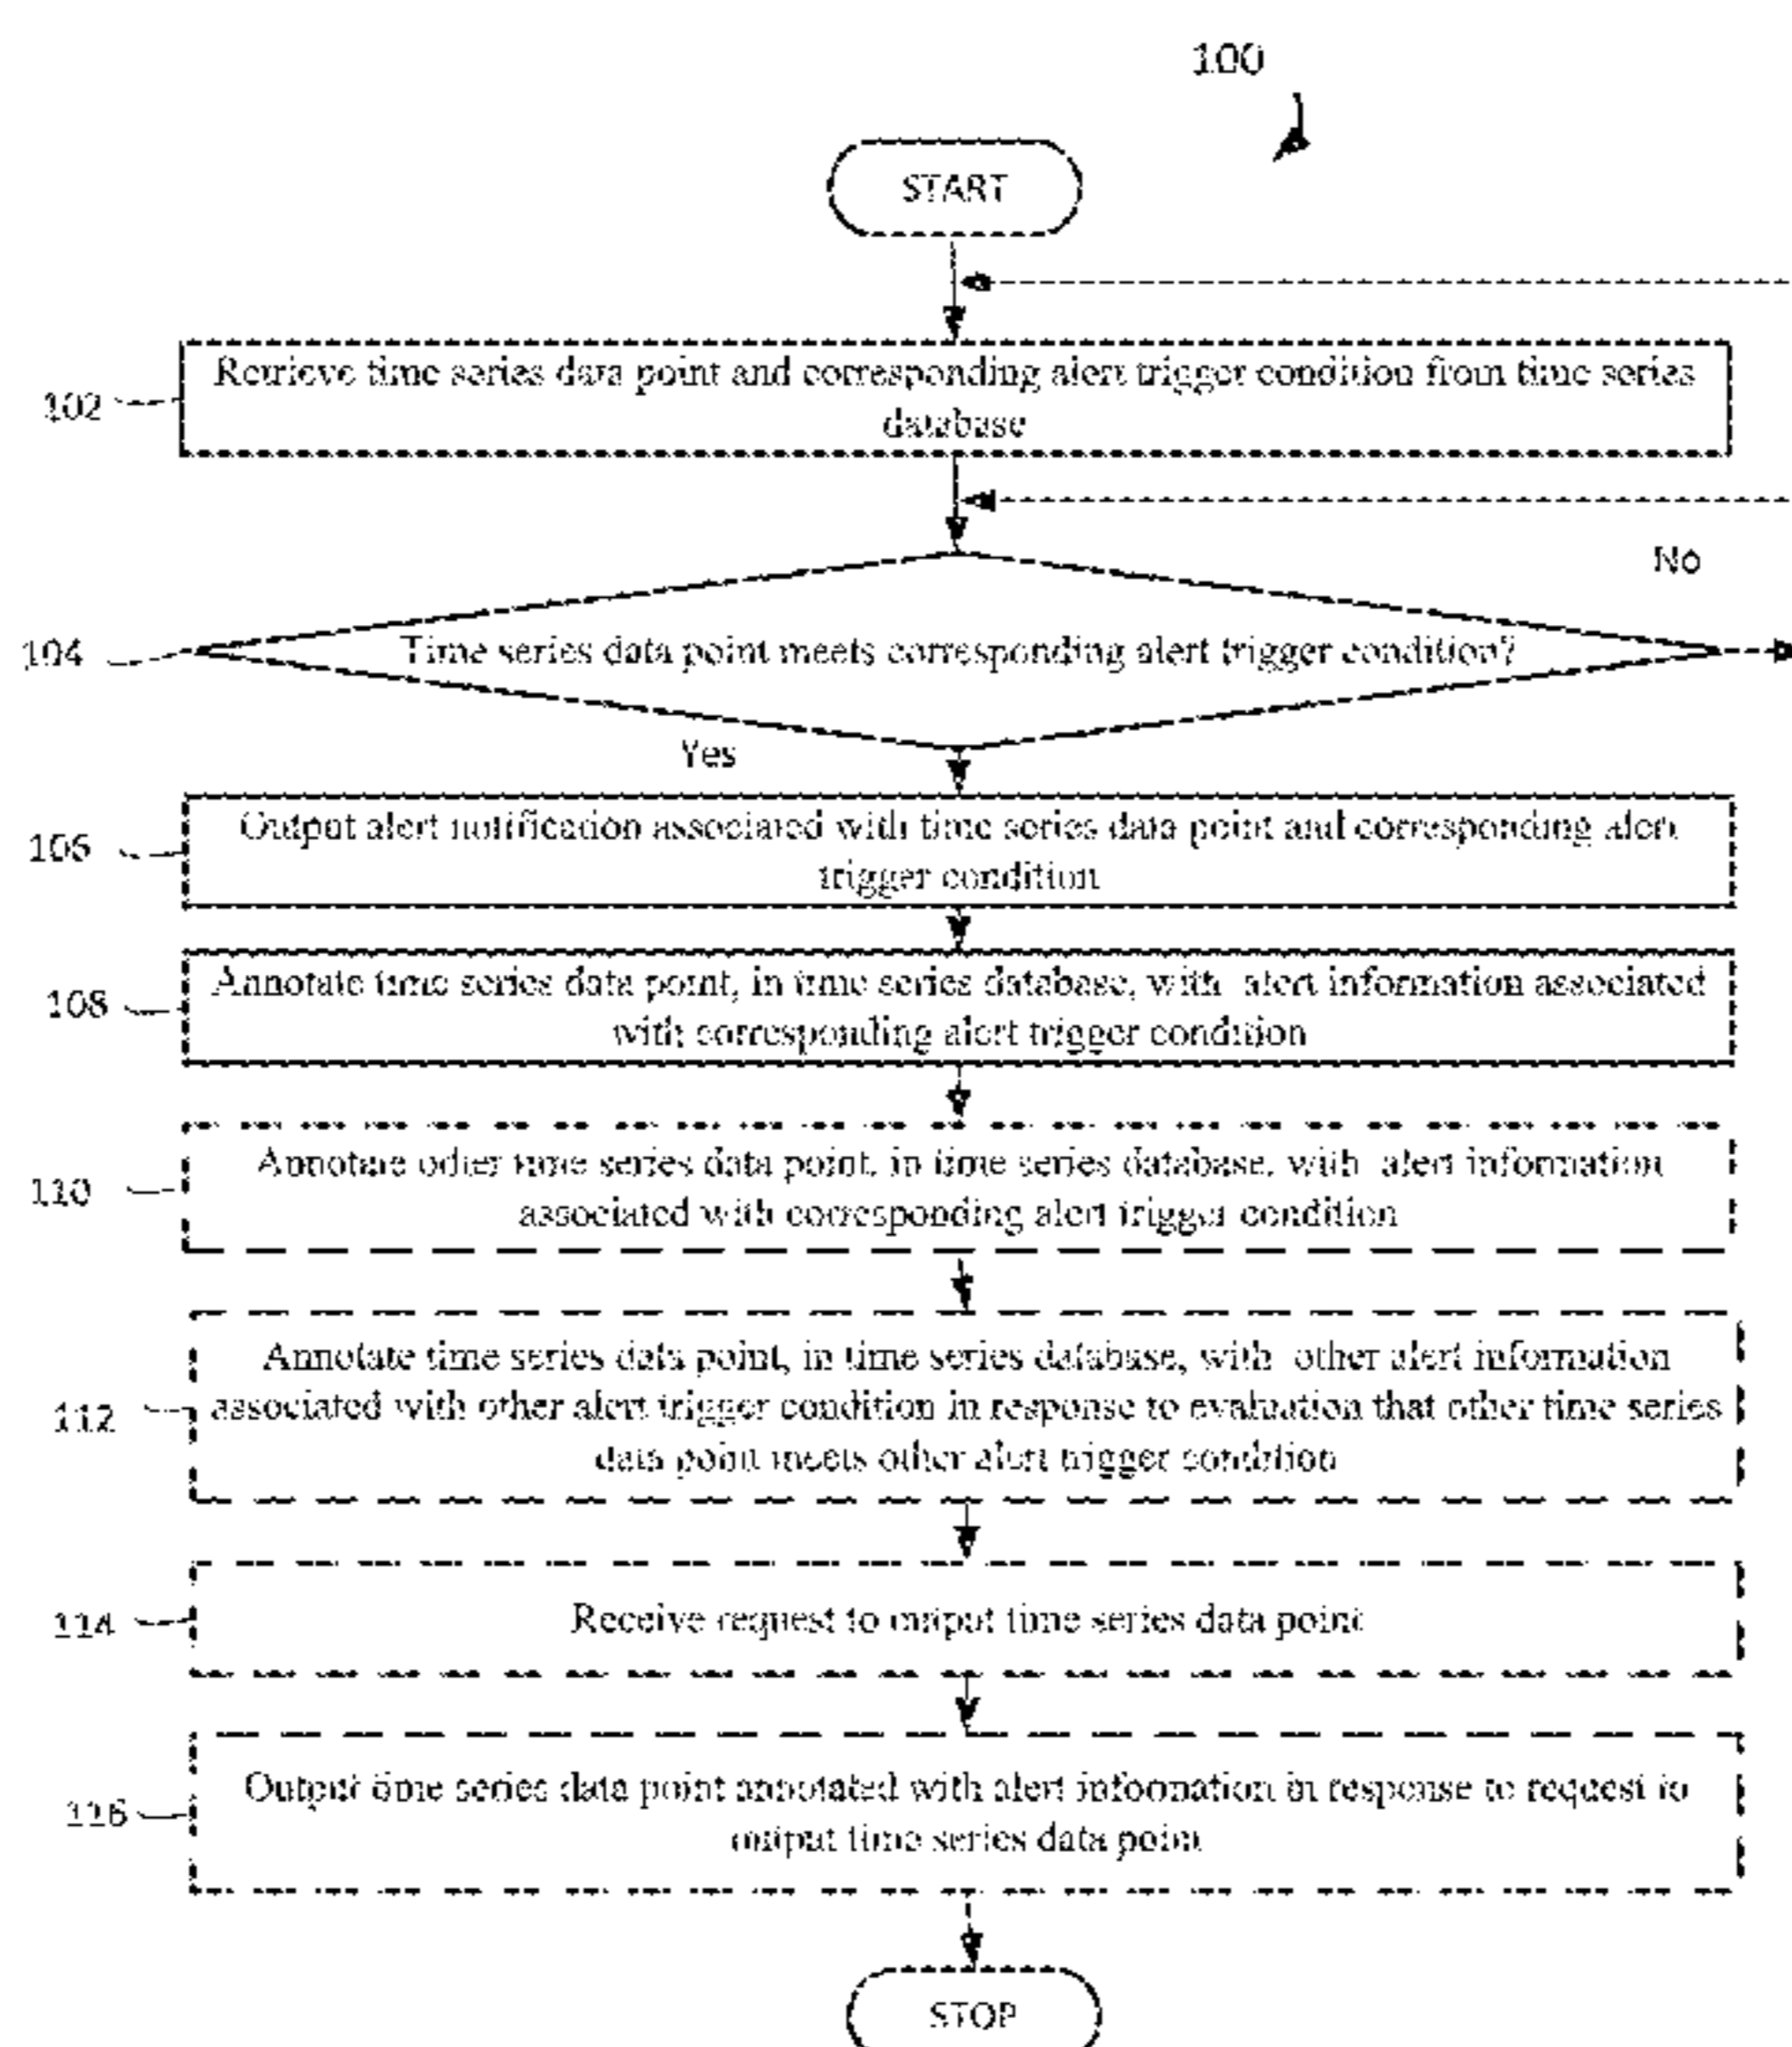 100
START
Retrieve time series data point and corresponding alert trigger condition from time series
database
102
No
104
Time series data point meets corresponding alert trigger condition?
Yes
106
Output alert notification associated with time series data point and corresponding alert
trigger condition
108
Annotate time series data point, in time series database, with alert information associated
with corresponding alert trigger condition
110
Annotate other time series data point, in time series database, with alert information
associated with corresponding alert trigger condition
112
Annotate time series data point, in time series database, with other alert information
associated with other alert trigger condition in response to evaluation that other time series
data point meets other alert trigger condition
114
Receive request to output time series data point
116
Output time series data point annotated with alert information in response to request to
output time series data point
STOP